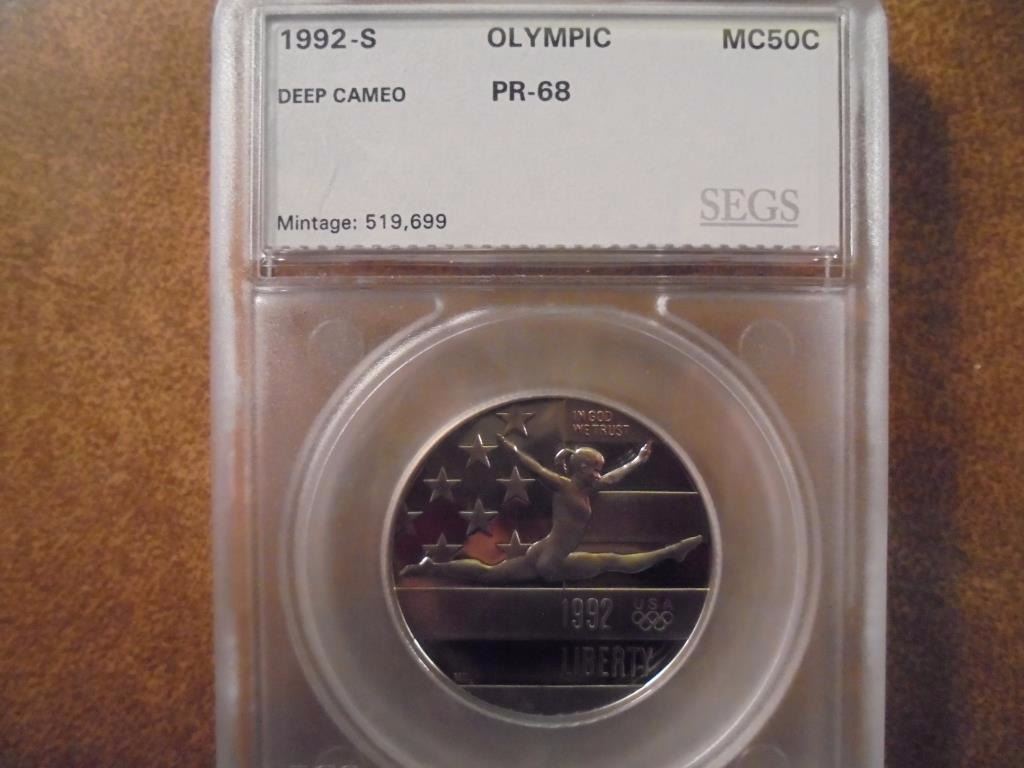 1992-S OLYMPIC MC50C
DEEP CAMEO PR-68
SEGS
Mintage: 519,699
IN GOD
WE TRUST
1992 USA
LIBERTY